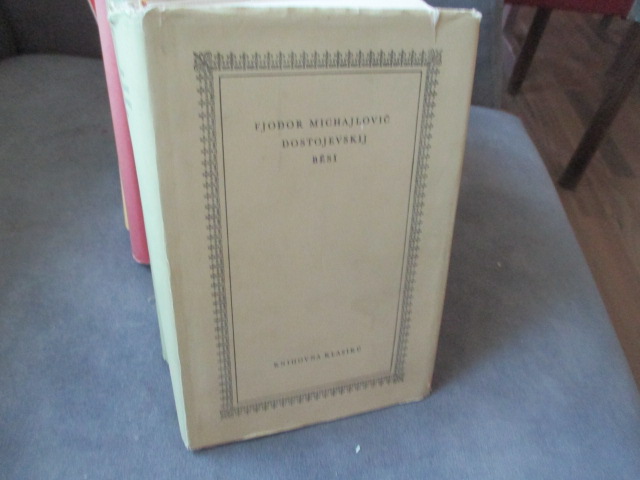 FJODOR MICHAJLOVIČ
DOSTOJEVSKIJ
BĚSI
KNIHOVNA KLASIKŮ